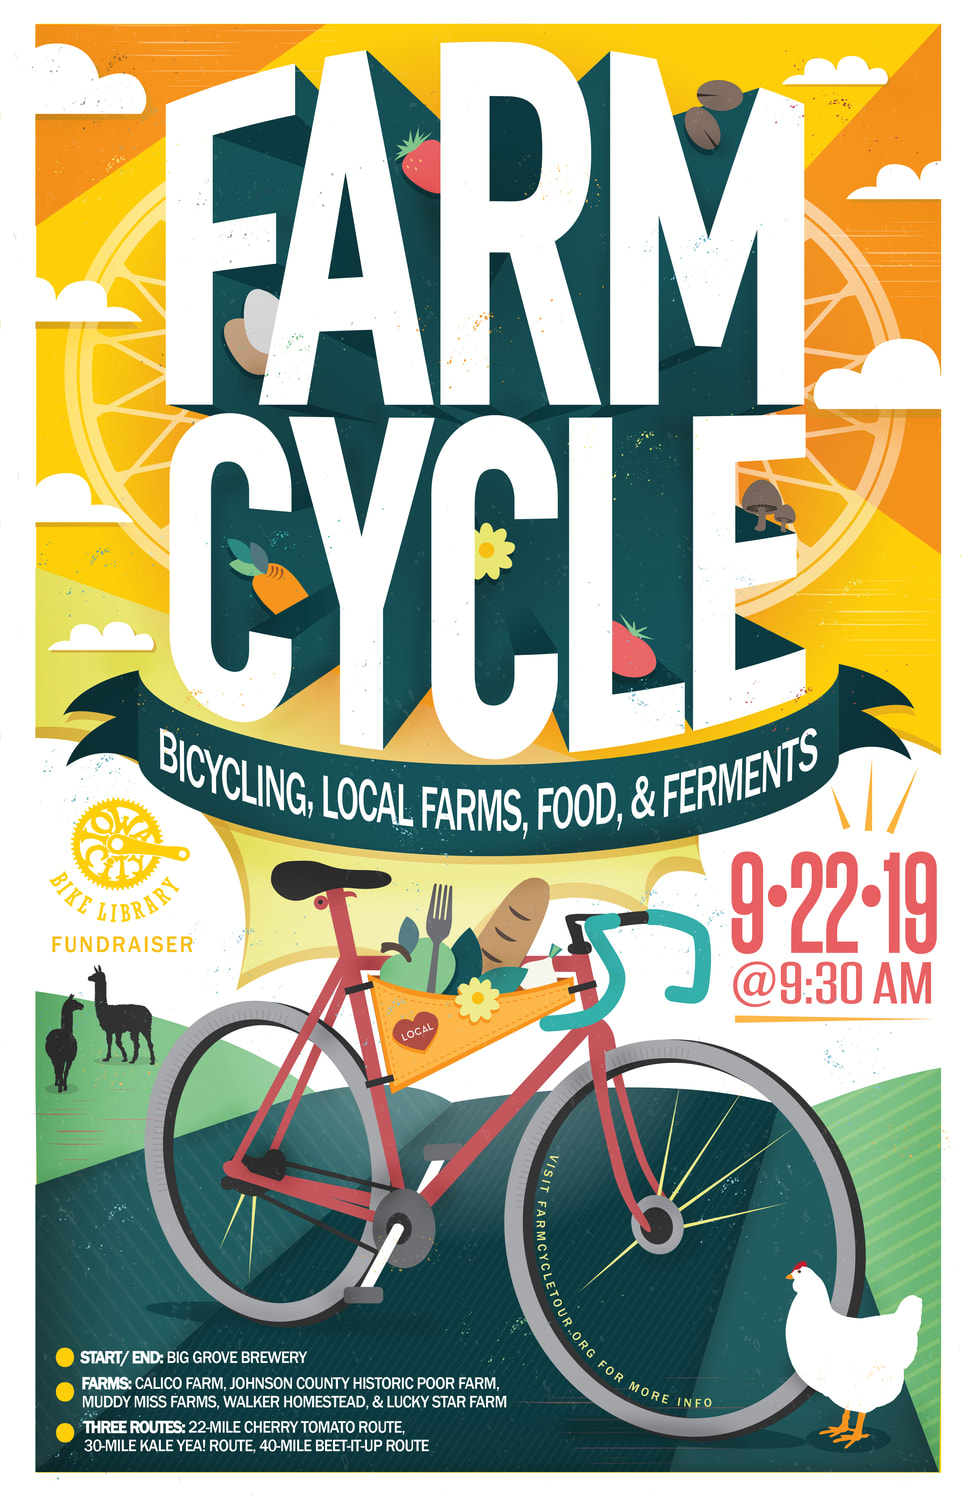 FARM
CYCLE
BICYCLING, LOCAL FARMS, FOOD, & FERMENTS
IOWA
CITY
BIKE LIBRARY
FUNDRAISER
9•22•19
@9:30 AM
LOCAL
VISIT FARMCYCLETOUR.ORG FOR MORE INFO
START/ END: BIG GROVE BREWERY
FARMS: CALICO FARM, JOHNSON COUNTY HISTORIC POOR FARM,
MUDDY MISS FARMS, WALKER HOMESTEAD, & LUCKY STAR FARM
THREE ROUTES: 22-MILE CHERRY TOMATO ROUTE,
30-MILE KALE YEA! ROUTE, 40-MILE BEET-IT-UP ROUTE